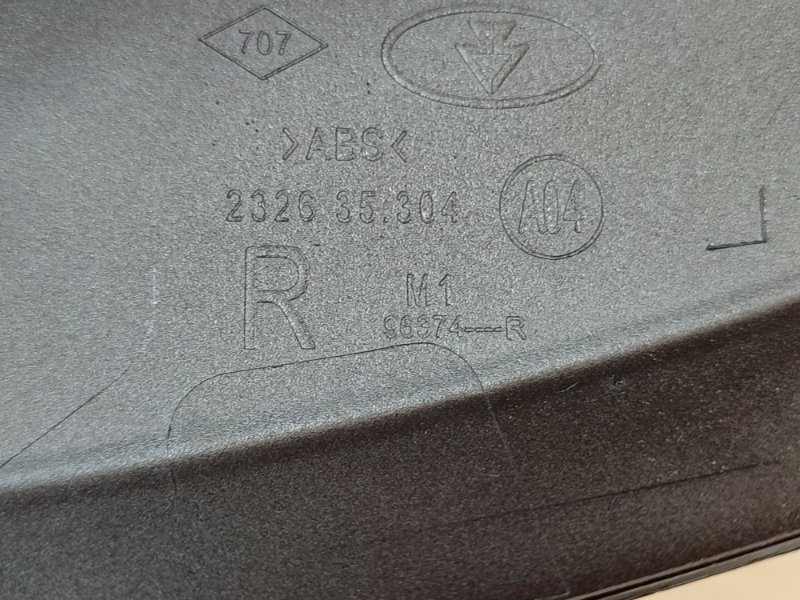 707
>ABS<
2326 35.304 A04
R
M1
96374---R